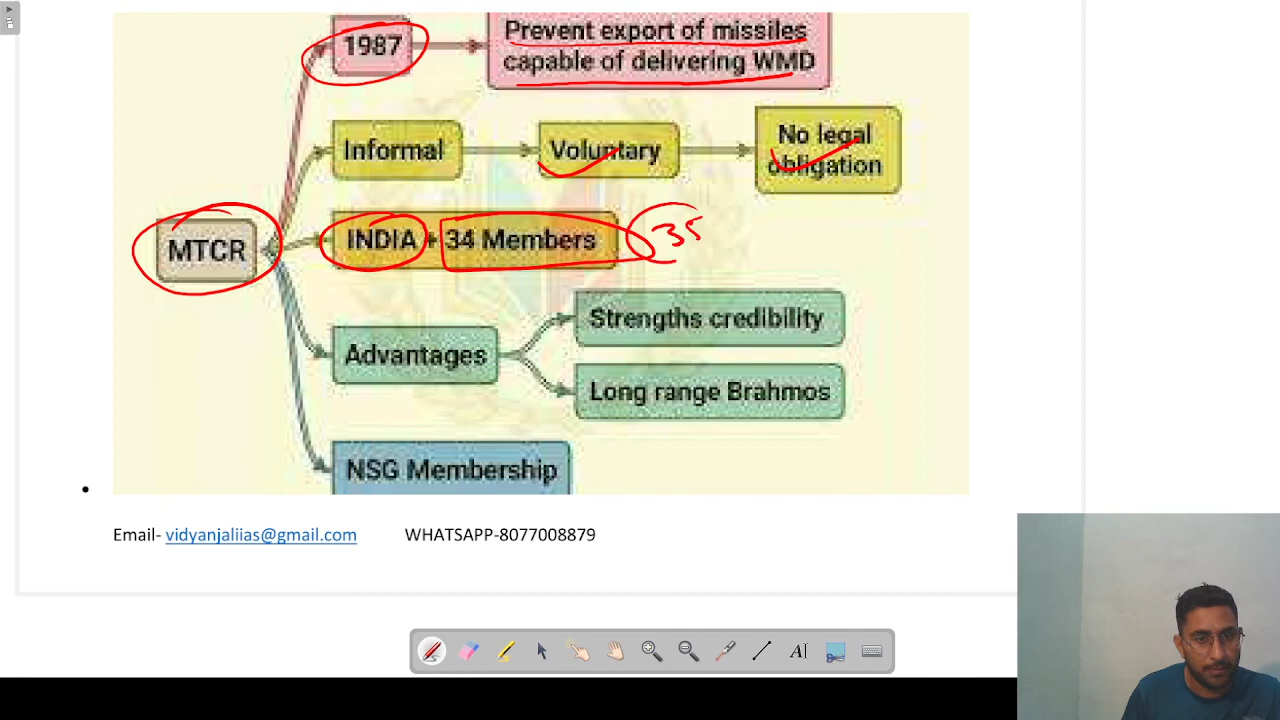 1987
Prevent export of missiles
capable of delivering WMD
Informal
Voluntary
No legal
obligation
MTCR
INDIA + 34 Members
35
Advantages
Strengths credibility
Long range Brahmos
NSG Membership
Email- vidyanjaliias@gmail.com WHATSAPP-8077008879